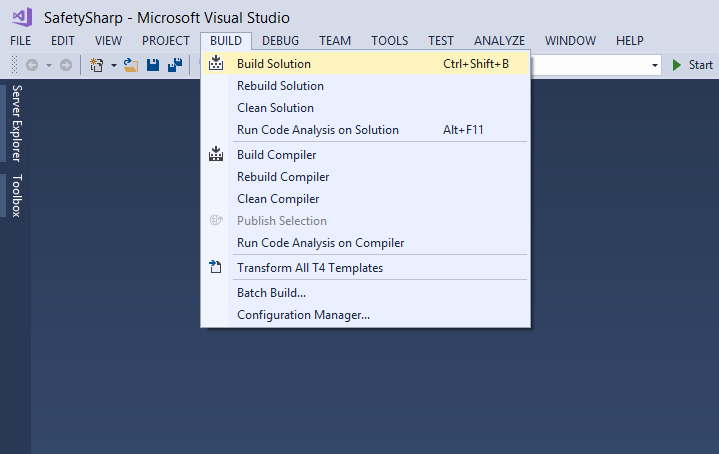 SafetySharp - Microsoft Visual Studio
FILE EDIT VIEW PROJECT BUILD DEBUG TEAM TOOLS TEST ANALYZE WINDOW HELP
Start
Build Solution Ctrl+Shift+B
Rebuild Solution
Clean Solution
Run Code Analysis on Solution Alt+F11
Build Compiler
Rebuild Compiler
Clean Compiler
Publish Selection
Run Code Analysis on Compiler
Transform All T4 Templates
Batch Build...
Configuration Manager...
Server Explorer
Toolbox